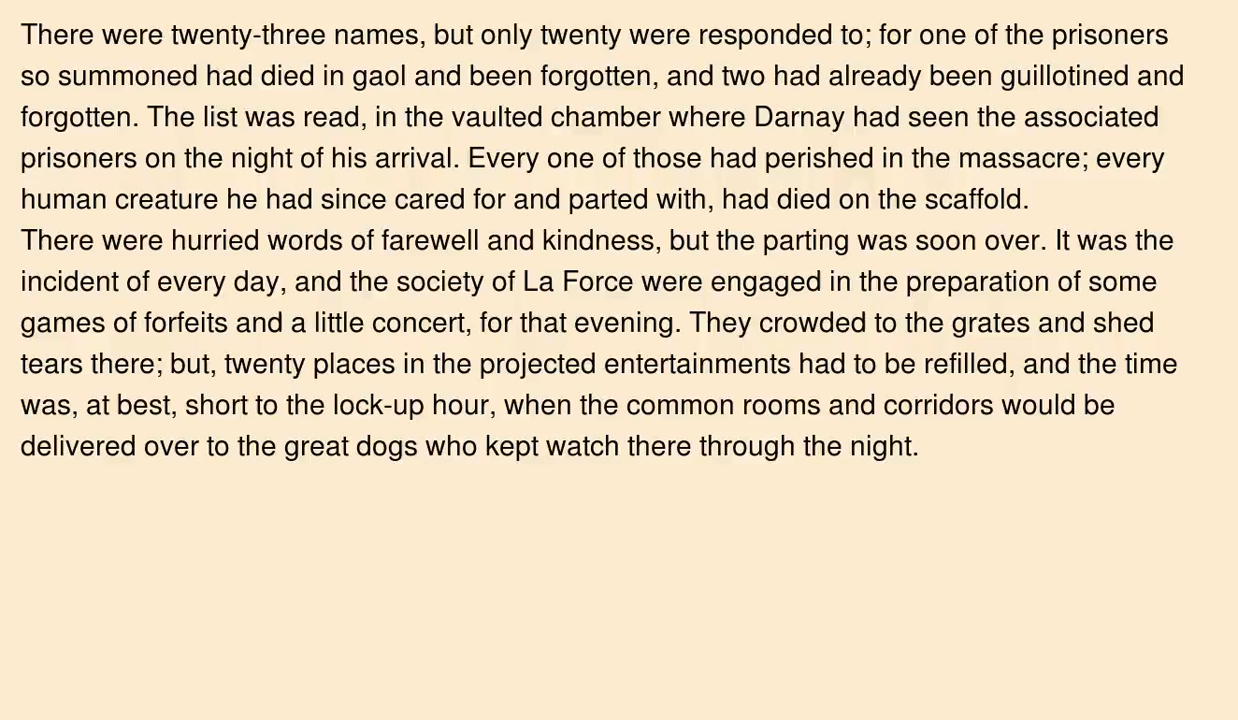 There were twenty-three names, but only twenty were responded to; for one of the prisoners
so summoned had died in gaol and been forgotten, and two had already been guillotined and
forgotten. The list was read, in the vaulted chamber where Darnay had seen the associated
prisoners on the night of his arrival. Every one of those had perished in the massacre; every
human creature he had since cared for and parted with, had died on the scaffold.
There were hurried words of farewell and kindness, but the parting was soon over. It was the
incident of every day, and the society of La Force were engaged in the preparation of some
games of forfeits and a little concert, for that evening. They crowded to the grates and shed
tears there; but, twenty places in the projected entertainments had to be refilled, and the time
was, at best, short to the lock-up hour, when the common rooms and corridors would be
delivered over to the great dogs who kept watch there through the night.